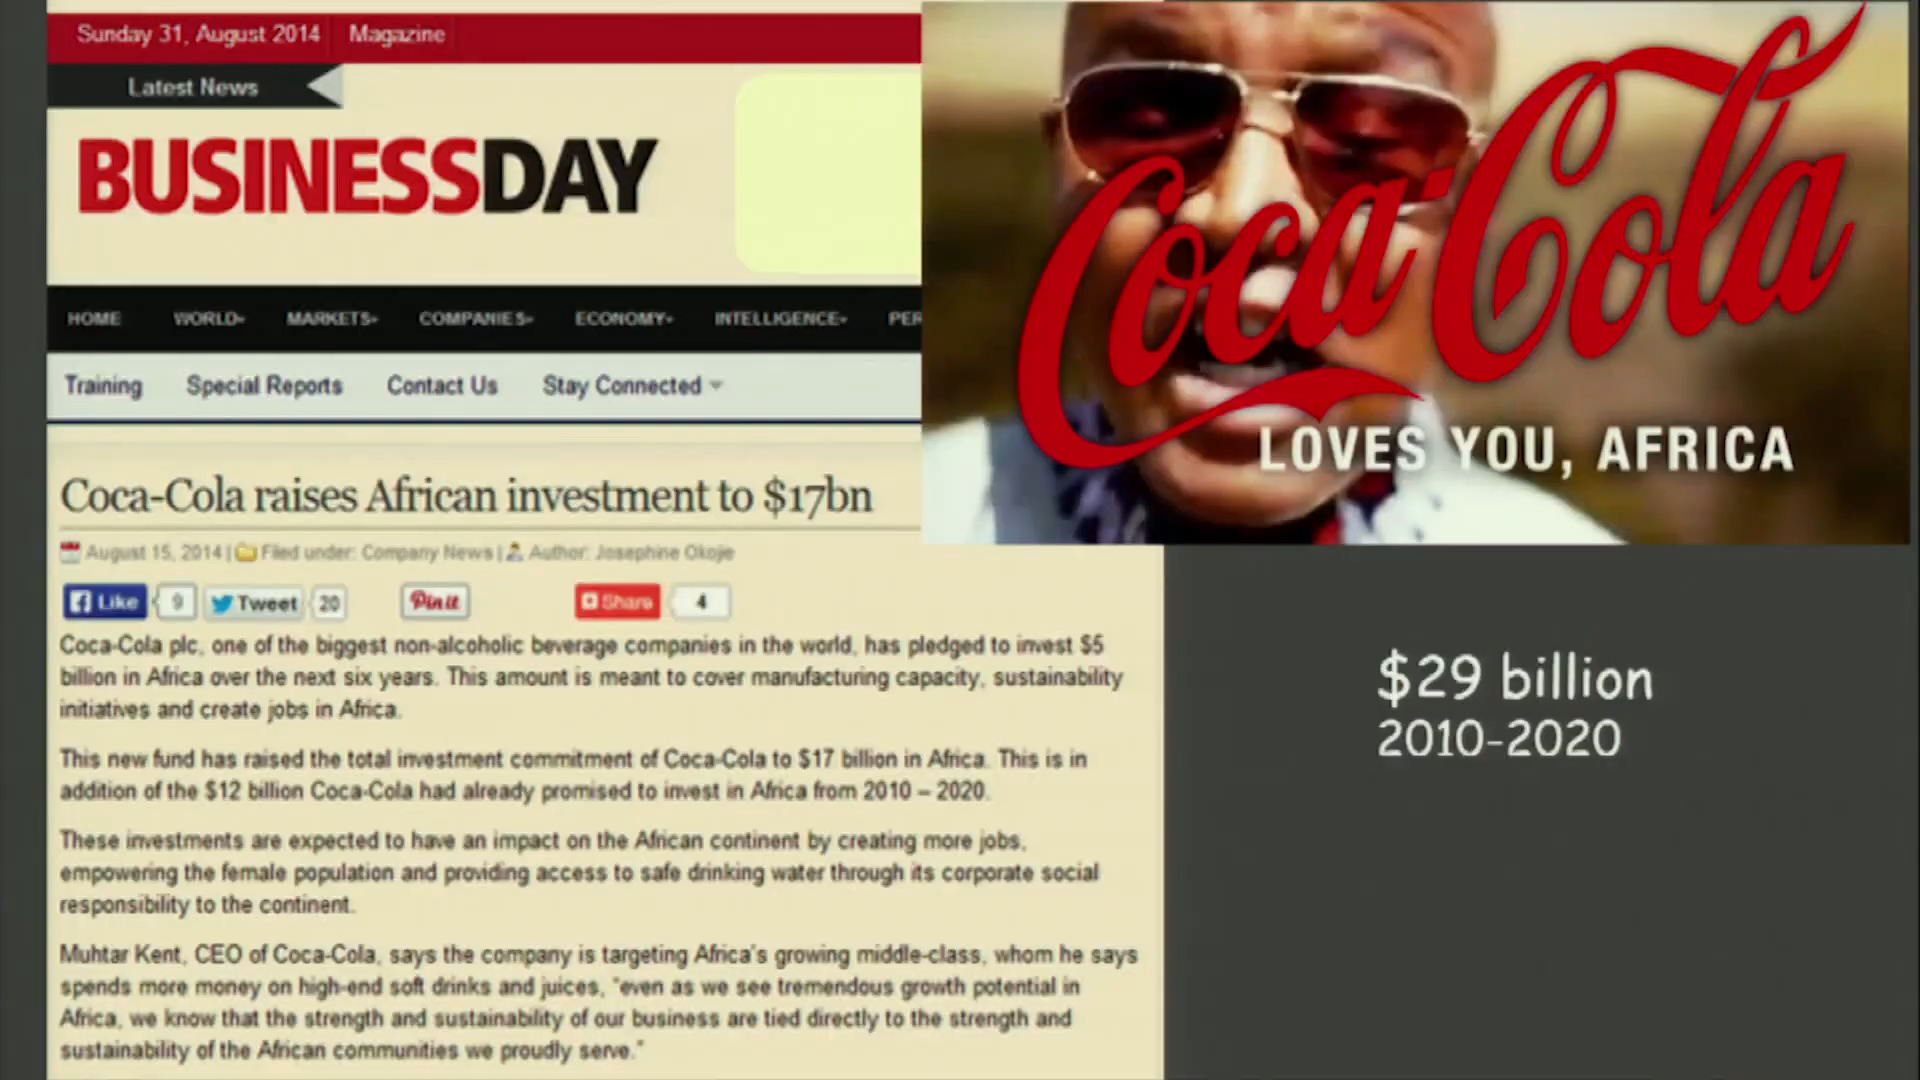 Sunday 31, August 2014 Magazine
Latest News
BUSINESSDAY
HOME WORLD MARKETS COMPANIES ECONOMY INTELLIGENCE PER
Training Special Reports Contact Us Stay Connected
Coca-Cola raises African investment to $17bn
August 15, 2014 | Filed under: Company News | Author: Josephine Okojie
Like 9 Tweet 20 Pin it Share 4
Coca-Cola plc, one of the biggest non-alcoholic beverage companies in the world, has pledged to invest $5
billion in Africa over the next six years. This amount is meant to cover manufacturing capacity, sustainability
initiatives and create jobs in Africa.
This new fund has raised the total investment commitment of Coca-Cola to $17 billion in Africa. This is in
addition of the $12 billion Coca-Cola had already promised to invest in Africa from 2010 – 2020.
These investments are expected to have an impact on the African continent by creating more jobs,
empowering the female population and providing access to safe drinking water through its corporate social
responsibility to the continent.
Muhtar Kent, CEO of Coca-Cola, says the company is targeting Africa's growing middle-class, whom he says
spends more money on high-end soft drinks and juices, "even as we see tremendous growth potential in
Africa, we know that the strength and sustainability of our business are tied directly to the strength and
sustainability of the African communities we proudly serve."
Coca-Cola
LOVES YOU, AFRICA
$29 billion
2010-2020